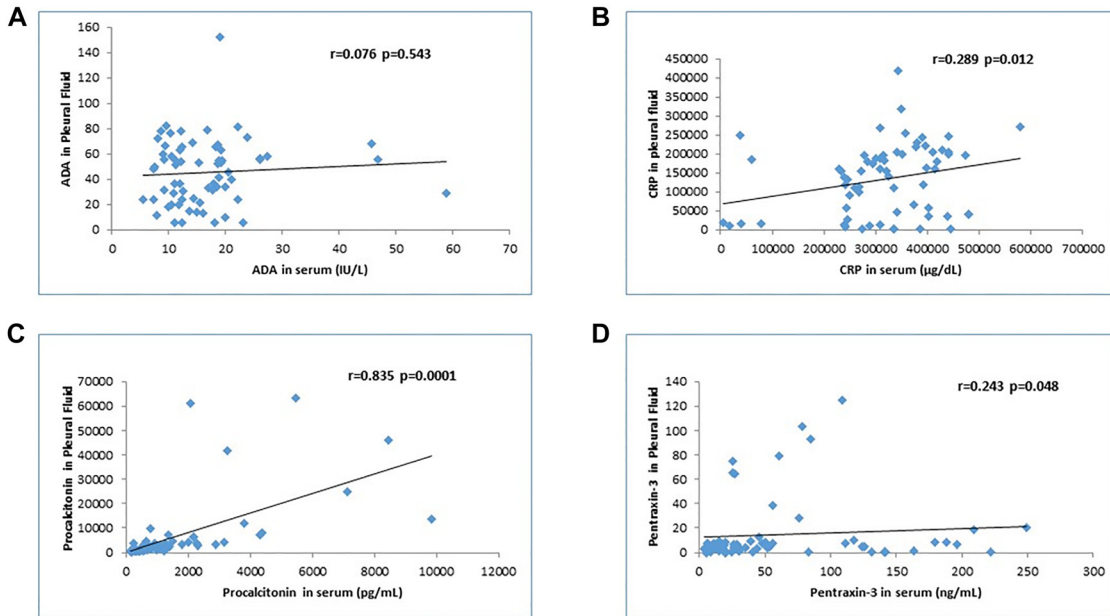 A
r=0.076 p=0.543
ADA in Pleural Fluid
160
140
120
100
80
60
40
20
0
0 10 20 30 40 50 60 70
ADA in serum (IU/L)
B
r=0.289 p=0.012
CRP in pleural fluid
450000
400000
350000
300000
250000
200000
150000
100000
50000
0
100000 200000 300000 400000 500000 600000 700000
CRP in serum (µg/dL)
C
r=0.835 p=0.0001
Procalcitonin in Pleural Fluid
70000
60000
50000
40000
30000
20000
10000
0
0 2000 4000 6000 8000 10000 12000
Procalcitonin in serum (pg/mL)
D
r=0.243 p=0.048
Pentraxin-3 in Pleural Fluid
140
120
100
80
60
40
20
0
0 50 100 150 200 250 300
Pentraxin-3 in serum (ng/mL)